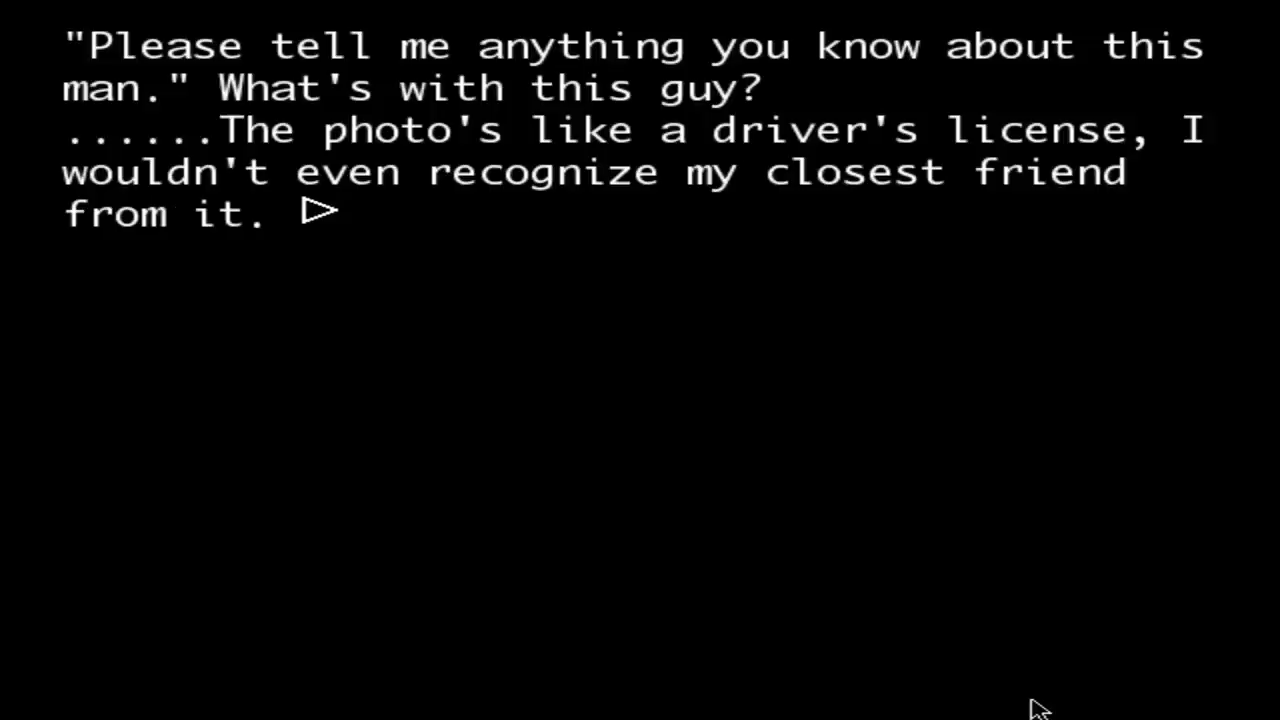 "Please tell me anything you know about this
man." What's with this guy?
......The photo's like a driver's license, I
wouldn't even recognize my closest friend
from it.